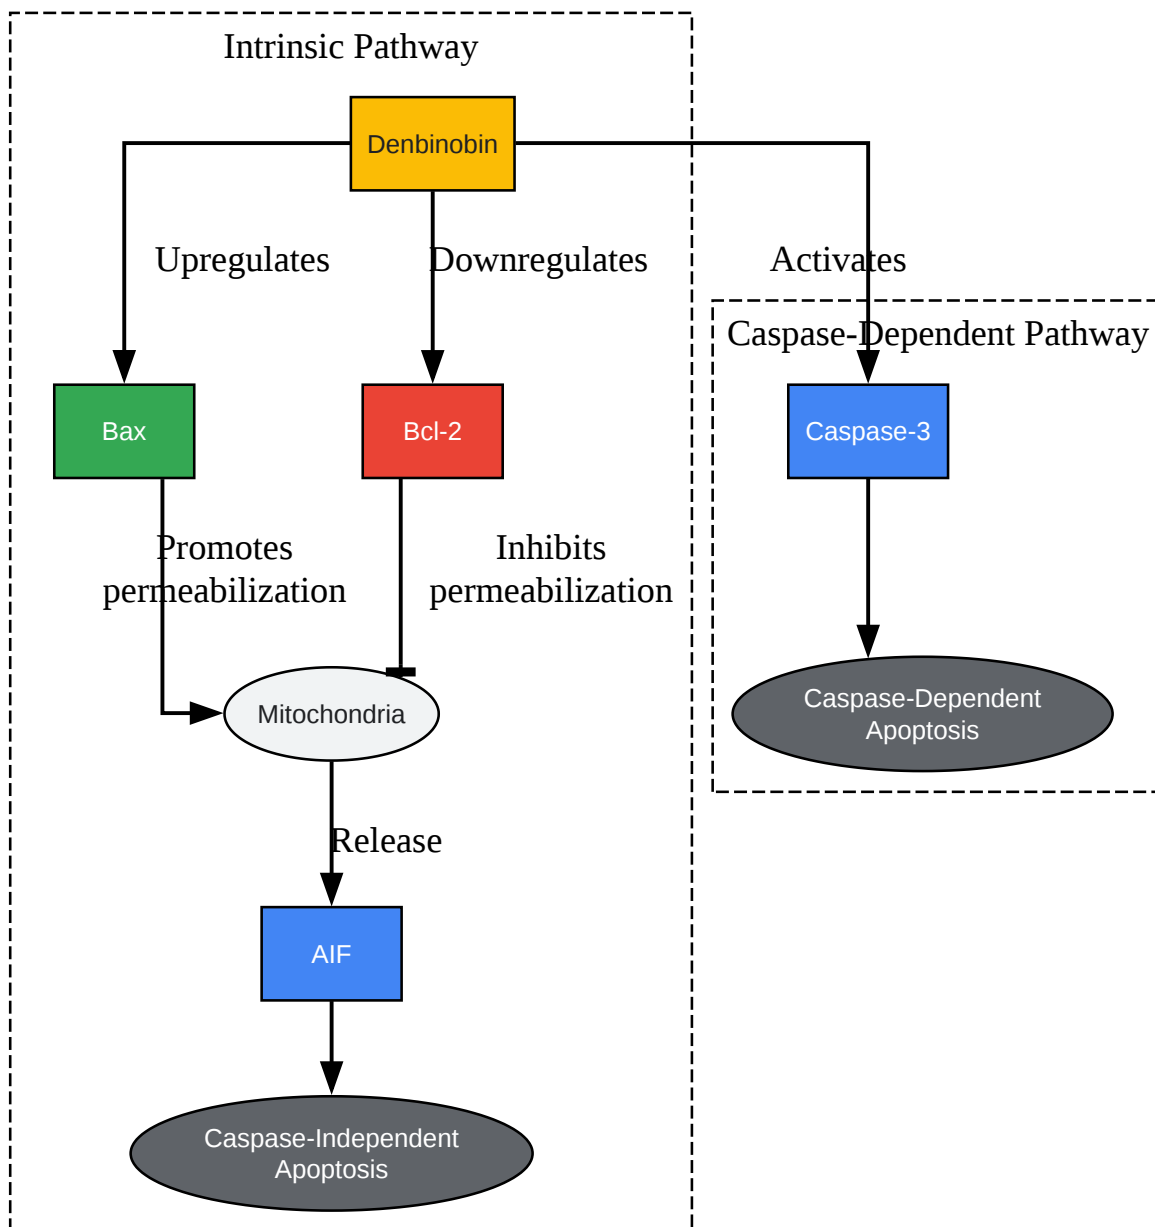 Intrinsic Pathway
Denbinobin
Upregulates
Downregulates
Activates
Caspase-Dependent Pathway
Bax
Bcl-2
Caspase-3
Promotes
permeabilization
Inhibits
permeabilization
Mitochondria
Caspase-Dependent
Apoptosis
Release
AIF
Caspase-Independent
Apoptosis